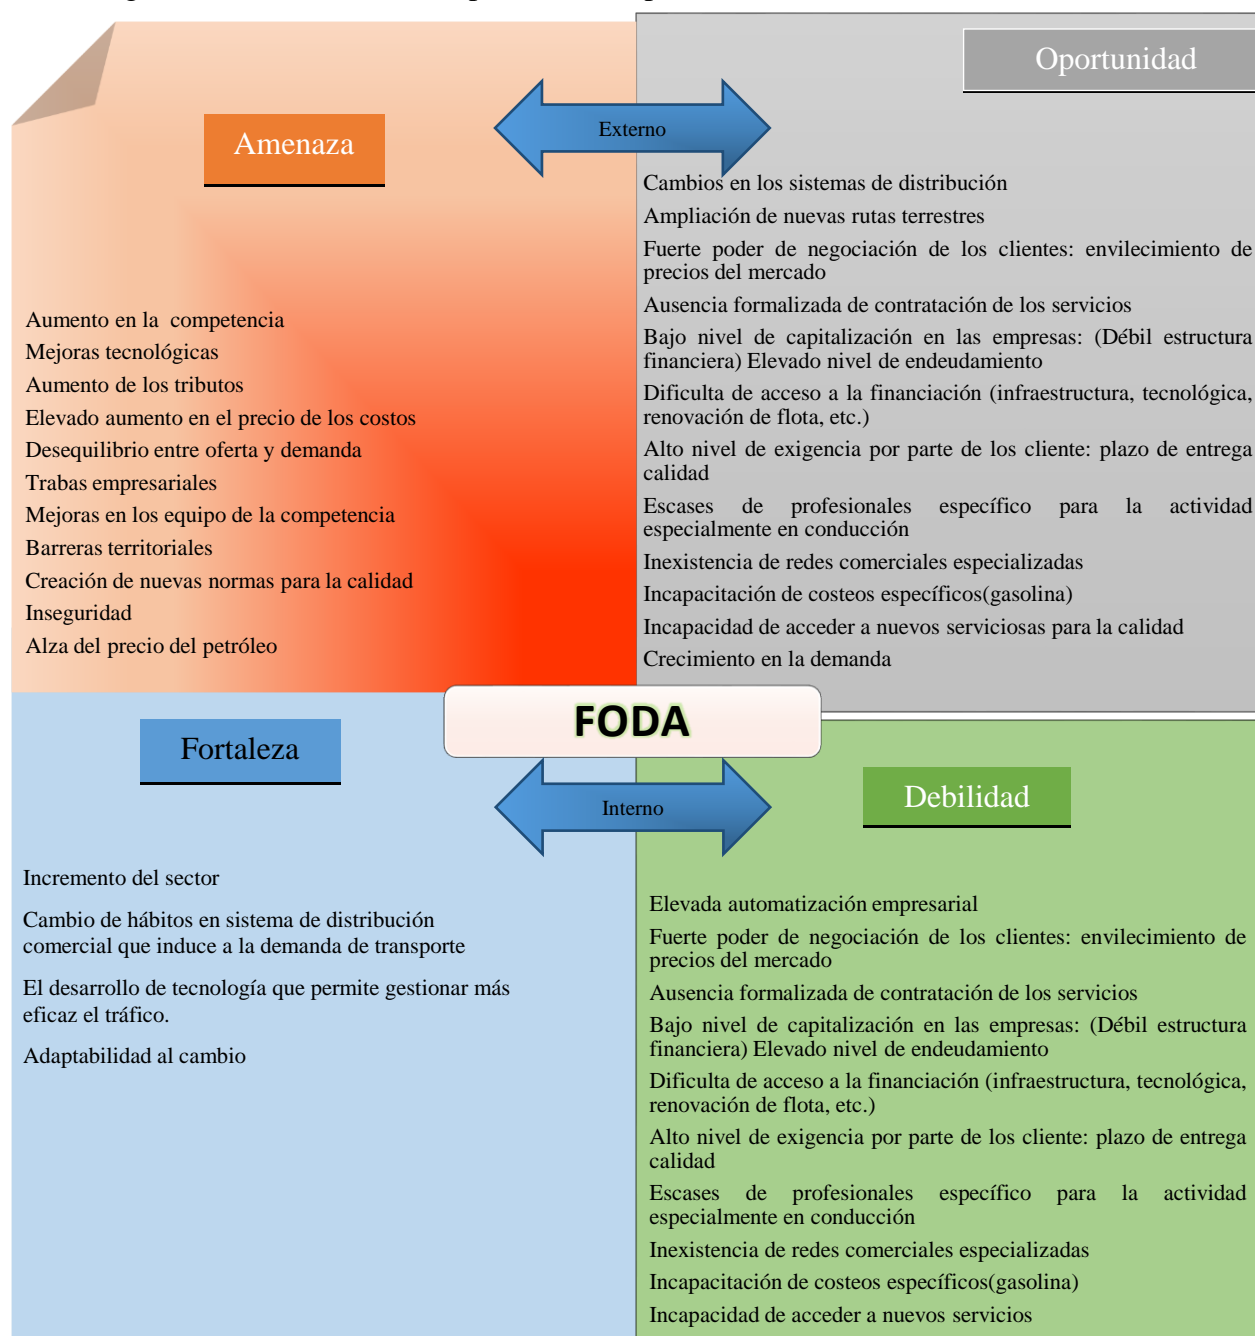 Oportunidad
Externo
Amenaza
Cambios en los sistemas de distribución
Ampliación de nuevas rutas terrestres
Fuerte poder de negociación de los clientes: envilecimiento de
precios del mercado
Ausencia formalizada de contratación de los servicios
Bajo nivel de capitalización en las empresas: (Débil estructura
financiera) Elevado nivel de endeudamiento
Dificulta de acceso a la financiación (infraestructura, tecnológica,
renovación de flota, etc.)
Alto nivel de exigencia por parte de los cliente: plazo de entrega
calidad
Escases de profesionales específico para la actividad
especialmente en conducción
Inexistencia de redes comerciales especializadas
Incapacitación de costeos específicos(gasolina)
Incapacidad de acceder a nuevos serviciosas para la calidad
Crecimiento en la demanda
Aumento en la competencia
Mejoras tecnológicas
Aumento de los tributos
Elevado aumento en el precio de los costos
Desequilibrio entre oferta y demanda
Trabas empresariales
Mejoras en los equipo de la competencia
Barreras territoriales
Creación de nuevas normas para la calidad
Inseguridad
Alza del precio del petróleo
FODA
Fortaleza
Interno
Debilidad
Incremento del sector
Cambio de hábitos en sistema de distribución
comercial que induce a la demanda de transporte
El desarrollo de tecnología que permite gestionar más
eficaz el tráfico.
Adaptabilidad al cambio
Elevada automatización empresarial
Fuerte poder de negociación de los clientes: envilecimiento de
precios del mercado
Ausencia formalizada de contratación de los servicios
Bajo nivel de capitalización en las empresas: (Débil estructura
financiera) Elevado nivel de endeudamiento
Dificulta de acceso a la financiación (infraestructura, tecnológica,
renovación de flota, etc.)
Alto nivel de exigencia por parte de los cliente: plazo de entrega
calidad
Escases de profesionales específico para la actividad
especialmente en conducción
Inexistencia de redes comerciales especializadas
Incapacitación de costeos específicos(gasolina)
Incapacidad de acceder a nuevos servicios